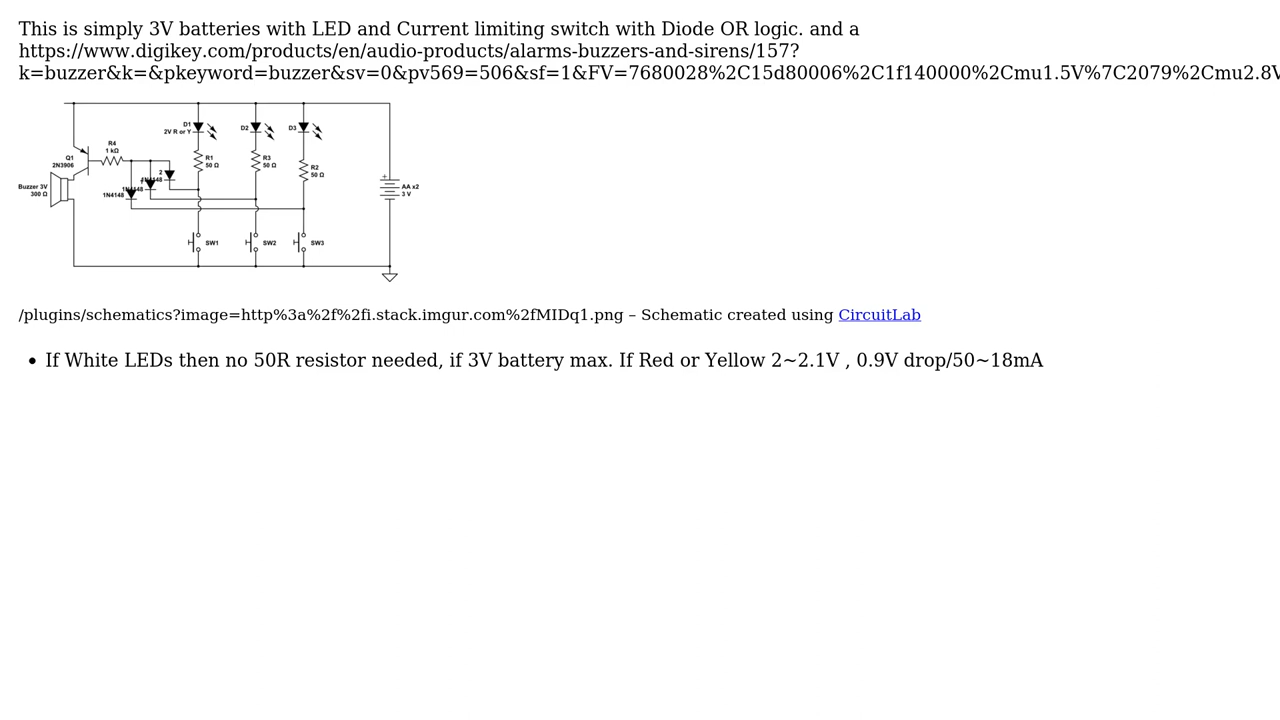 This is simply 3V batteries with LED and Current limiting switch with Diode OR logic. and a
https://www.digikey.com/products/en/audio-products/alarms-buzzers-and-sirens/157?
k=buzzer&k=&pkeyword=buzzer&sv=0&pv569=506&sf=1&FV=7680028%2C15d80006%2C1f140000%2Cmu1.5V%7C2079%2Cmu2.8V
D1
2V R or Y
D2
D3
R4
1 kΩ
Q1
2N3906
R1
50 Ω
R3
50 Ω
R2
50 Ω
2
1N4148
Buzzer 3V
300 Ω
AA x2
3 V
SW1
SW2
SW3
/plugins/schematics?image=http%3a%2f%2fi.stack.imgur.com%2fMIDq1.png – Schematic created using CircuitLab
• If White LEDs then no 50R resistor needed, if 3V battery max. If Red or Yellow 2~2.1V , 0.9V drop/50~18mA